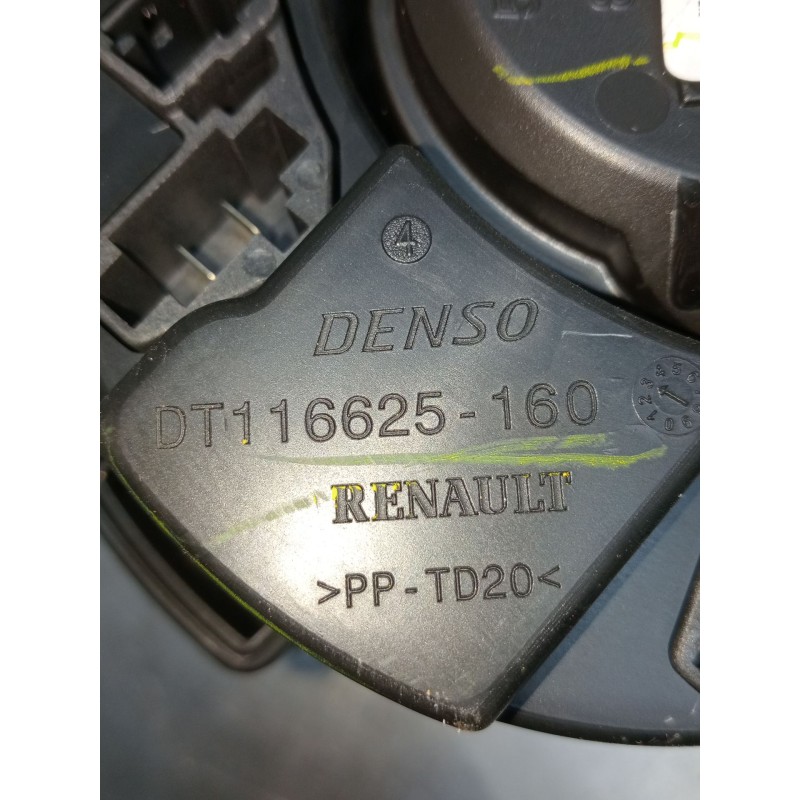 4
DENSO
DT116625-160
RENAULT
>PP-TD20<